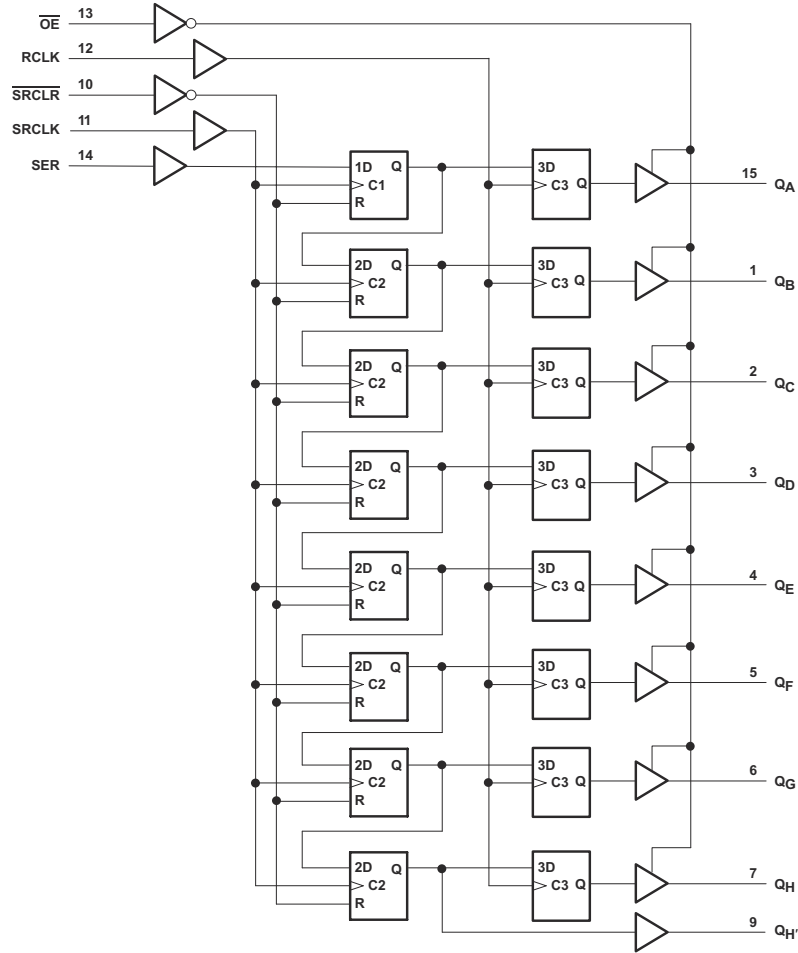 OE 13
RCLK 12
SRCLR 10
SRCLK 11
SER 14
1D Q 3D
C1 C3 Q 15 QA
R
2D Q 3D
C2 C3 Q 1 QB
R
2D Q 3D
C2 C3 Q 2 QC
R
2D Q 3D
C2 C3 Q 3 QD
R
2D Q 3D
C2 C3 Q 4 QE
R
2D Q 3D
C2 C3 Q 5 QF
R
2D Q 3D
C2 C3 Q 6 QG
R
2D Q 3D
C2 C3 Q 7 QH
R
9 QH′